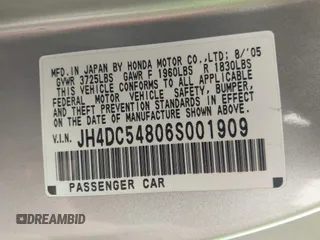 MFD. IN JAPAN BY HONDA MOTOR CO., LTD; 8/'05
GVWR 3725LBS GAWR F 1960LBS R 1830LBS
THIS VEHICLE CONFORMS TO ALL APPLICABLE
FEDERAL MOTOR VEHICLE SAFETY, BUMPER,
AND THEFT PREVENTION STANDARDS IN EFFECT
ON THE DATE OF MANUFACTURE SHOWN ABOVE.
V.I.N. JH4DC54806S001909
PASSENGER CAR
DREAMBID